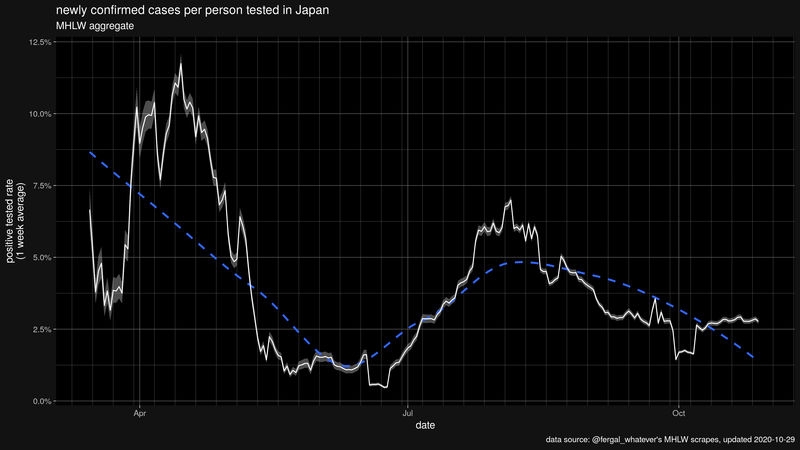 newly confirmed cases per person tested in Japan
MHLW aggregate
12.5%
10.0%
7.5%
5.0%
2.5%
0.0%
positive tested rate
(1 week average)
Apr
Jul
Oct
date
data source: @fergal_whatever's MHLW scrapes, updated 2020-10-29